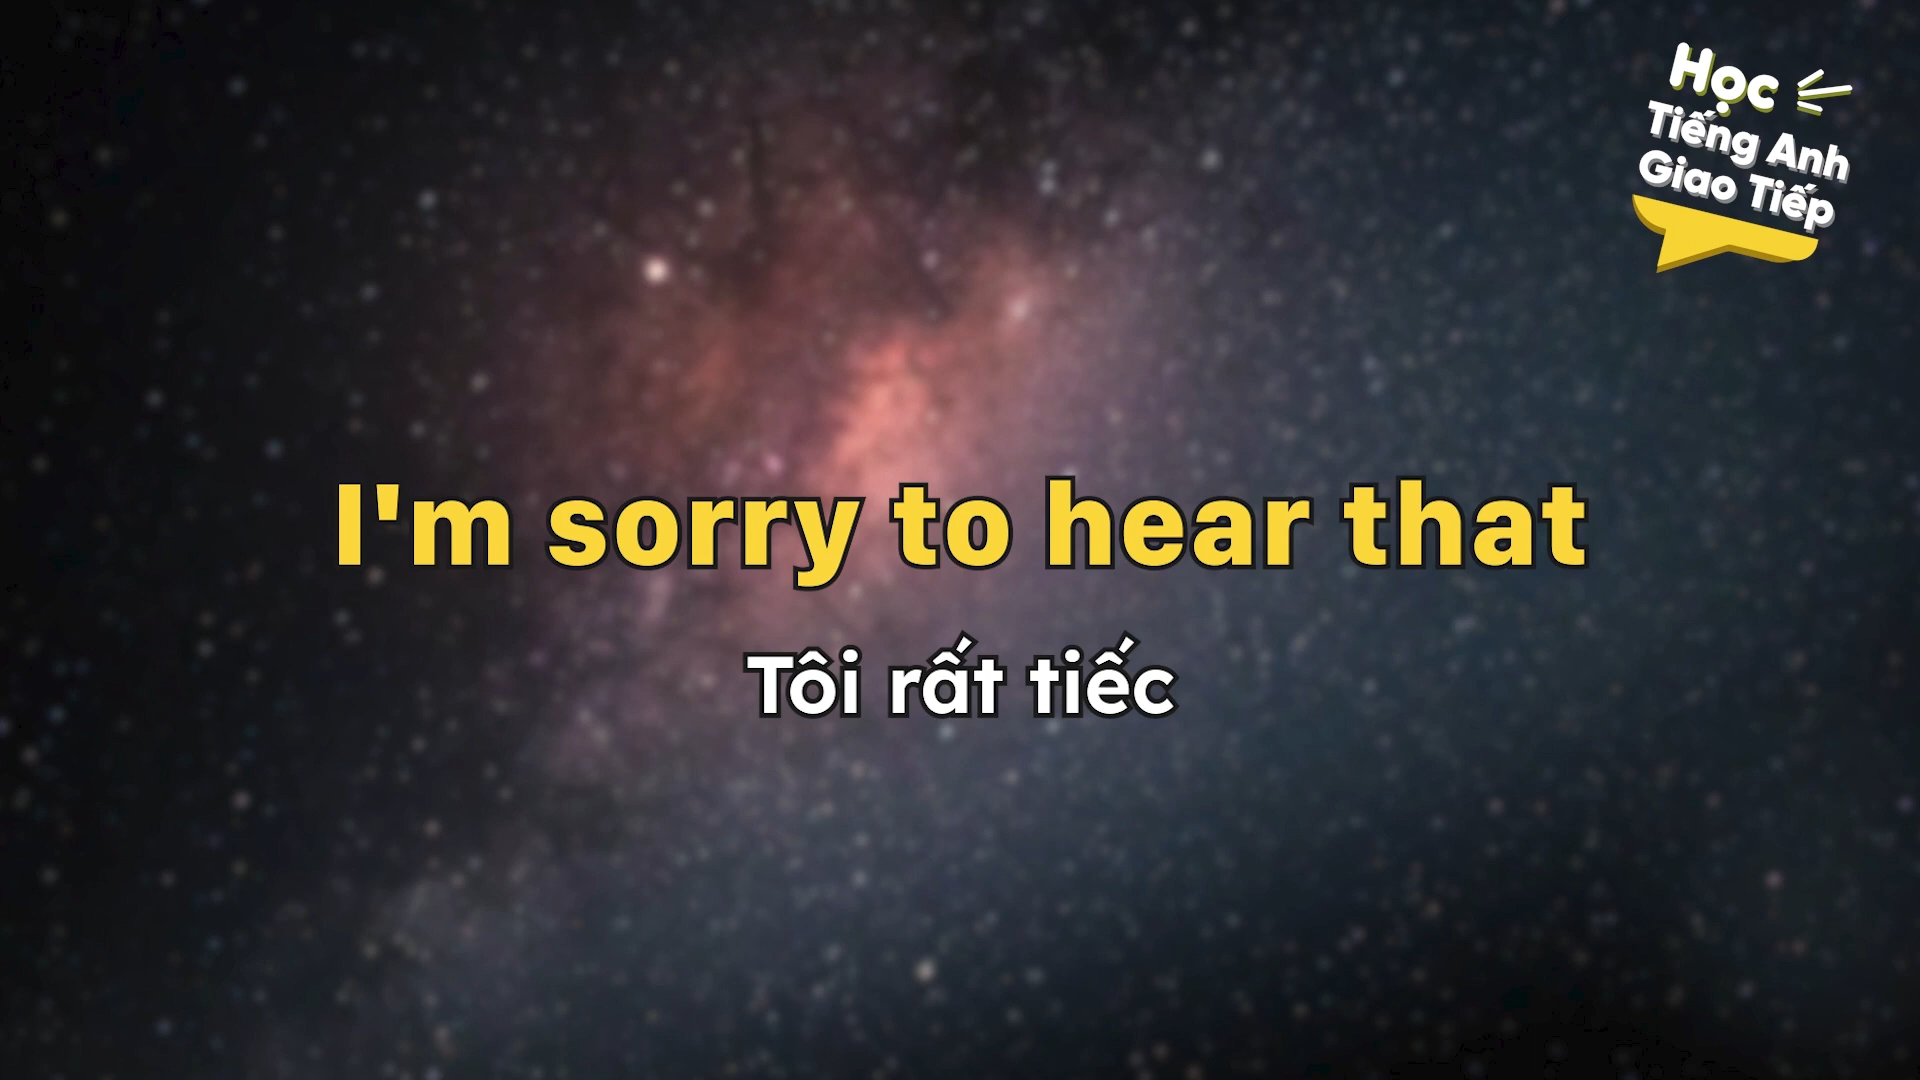 Học
Tiếng Anh
Giao Tiếp
I'm sorry to hear that
Tôi rất tiếc